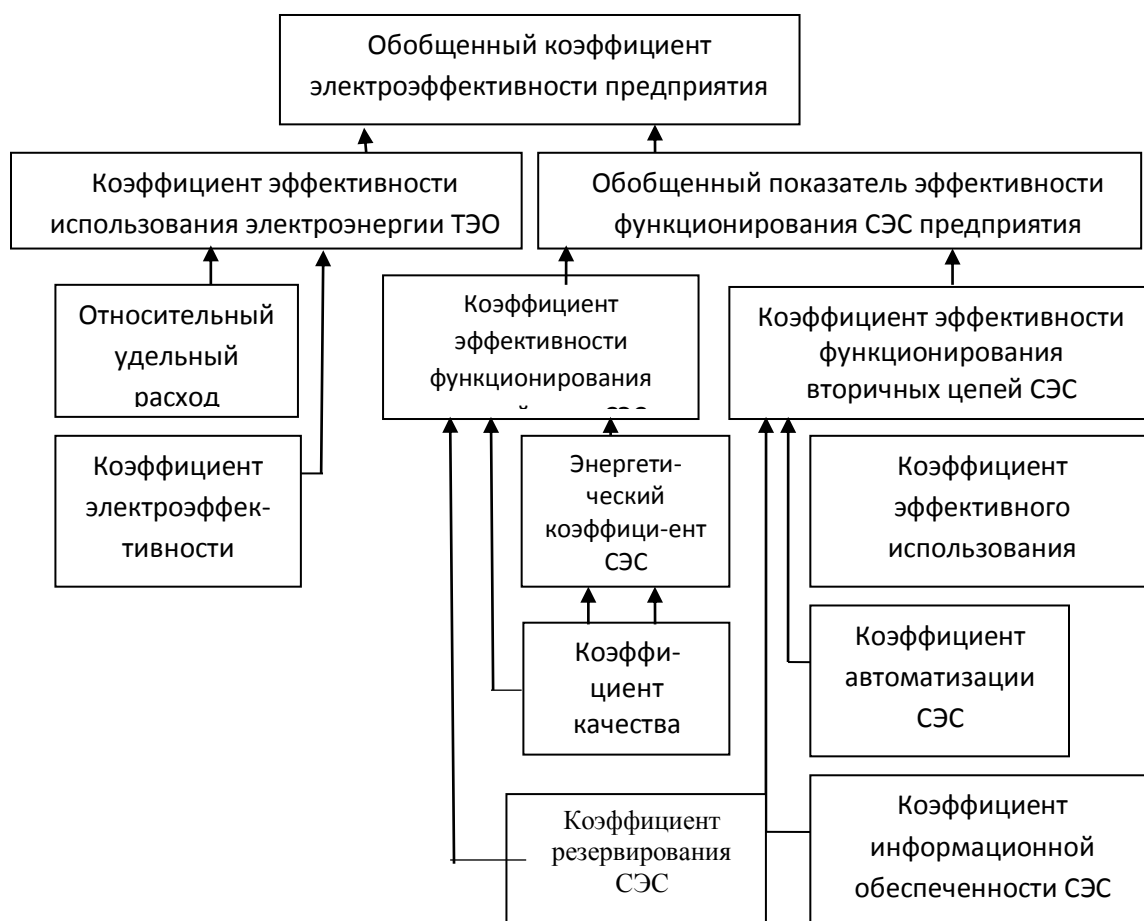 Обобщенный коэффициент
электроэффективности предприятия
Коэффициент эффективности
использования электроэнергии ТЭО
Обобщенный показатель эффективности
функционирования СЭС предприятия
Относительный
удельный
расход
Коэффициент
эффективности
функционирования
СЭС
Коэффициент эффективности
функционирования
вторичных цепей СЭС
Коэффициент
электроэффек-
тивности
Энергети-
ческий
коэффици-ент
СЭС
Коэффициент
эффективного
использования
Коэффи-
циент
качества
Коэффициент
автоматизации
СЭС
Коэффициент
резервирования
СЭС
Коэффициент
информационной
обеспеченности СЭС